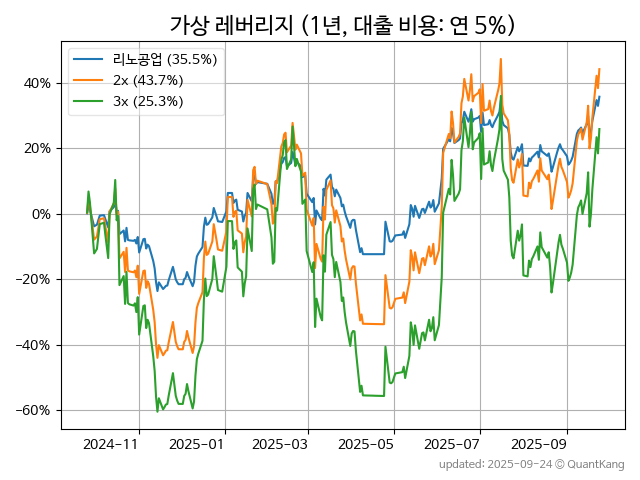 가상 레버리지 (1년, 대출 비용: 연 5%)
리노공업 (35.5%)
2x (43.7%)
3x (25.3%)
40%
20%
0%
−20%
−40%
−60%
2024-11 2025-01 2025-03 2025-05 2025-07 2025-09
updated: 2025-09-24 © QuantKang